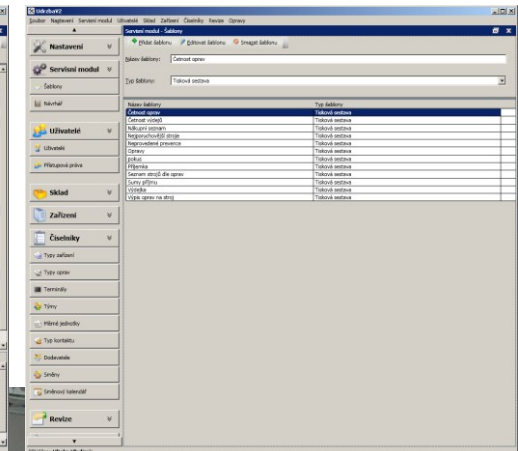 UdrzbaV2
Soubor Nastavení Servisní modul Uživatelé Sklad Zařízení Číselníky Revize Opravy
Servisní modul - Šablony
Přidat šablonu Editovat šablonu Smazat šablonu
Název šablony: Četnost oprav
Typ šablony: Tisková sestava
Název šablony Typ šablony
Četnost oprav Tisková sestava
Četnost výdejů Tisková sestava
Nákupní seznam Tisková sestava
Nejporuchovější stroje Tisková sestava
Neprovedené prevence Tisková sestava
Opravy Tisková sestava
pokus Tisková sestava
Příjemka Tisková sestava
Seznam strojů dle oprav Tisková sestava
Sumy příjmu Tisková sestava
Výdejka Tisková sestava
Výpis oprav na stroj Tisková sestava
Nastavení
Servisní modul
Šablony
Návrhář
Uživatelé
Uživatelé
Přístupová práva
Sklad
Zařízení
Číselníky
Typy zařízení
Typy oprav
Terminály
Týmy
Měrné jednotky
Typ kontaktu
Dodavatelé
Směny
Směnový kalendář
Revize